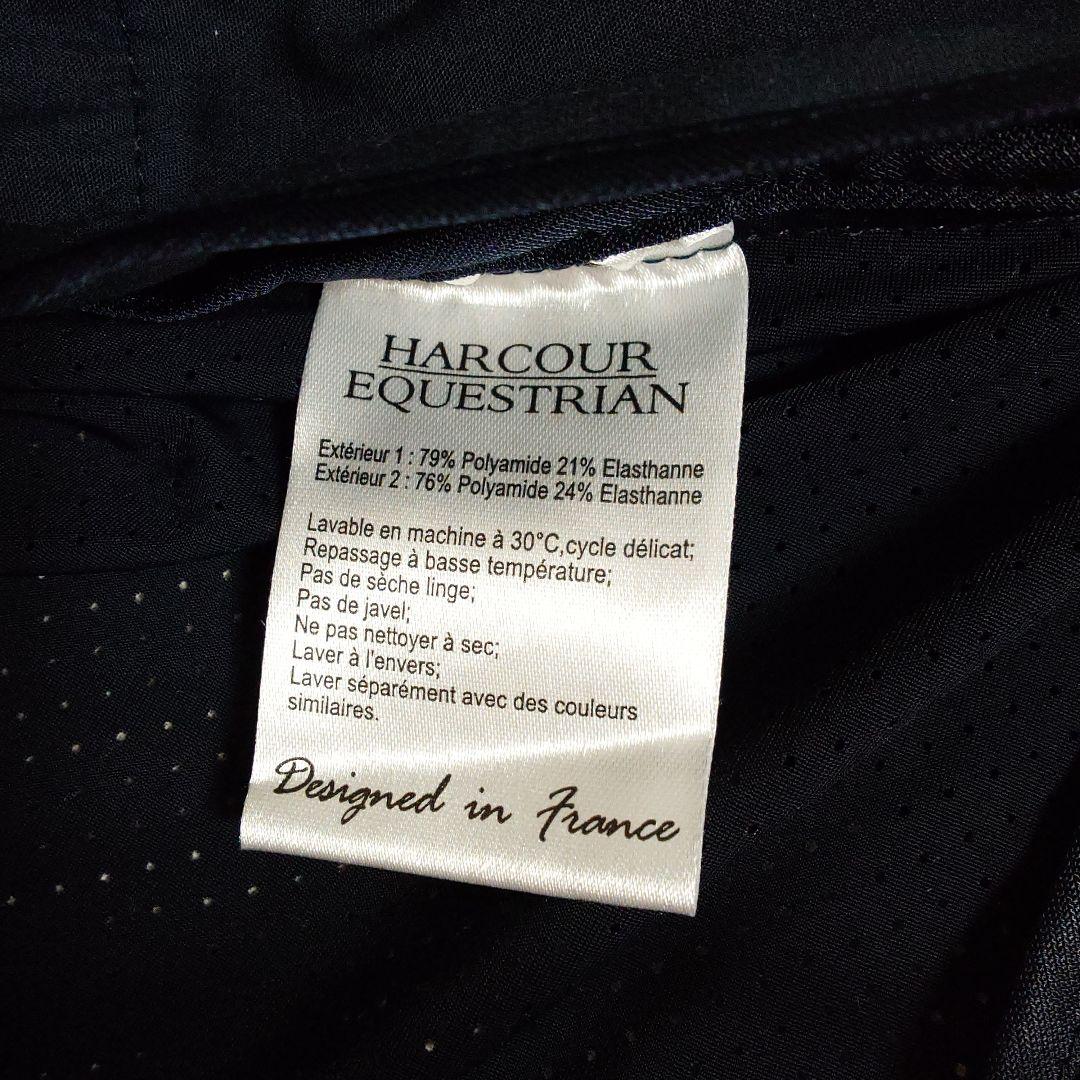 HARCOUR
EQUESTRIAN
Extérieur 1 : 79% Polyamide 21% Elasthanne
Extérieur 2 : 76% Polyamide 24% Elasthanne
Lavable en machine à 30°C,cycle délicat;
Repassage à basse température;
Pas de sèche linge;
Pas de javel;
Ne pas nettoyer à sec;
Laver à l'envers;
Laver séparément avec des couleurs
similaires.
Designed in France